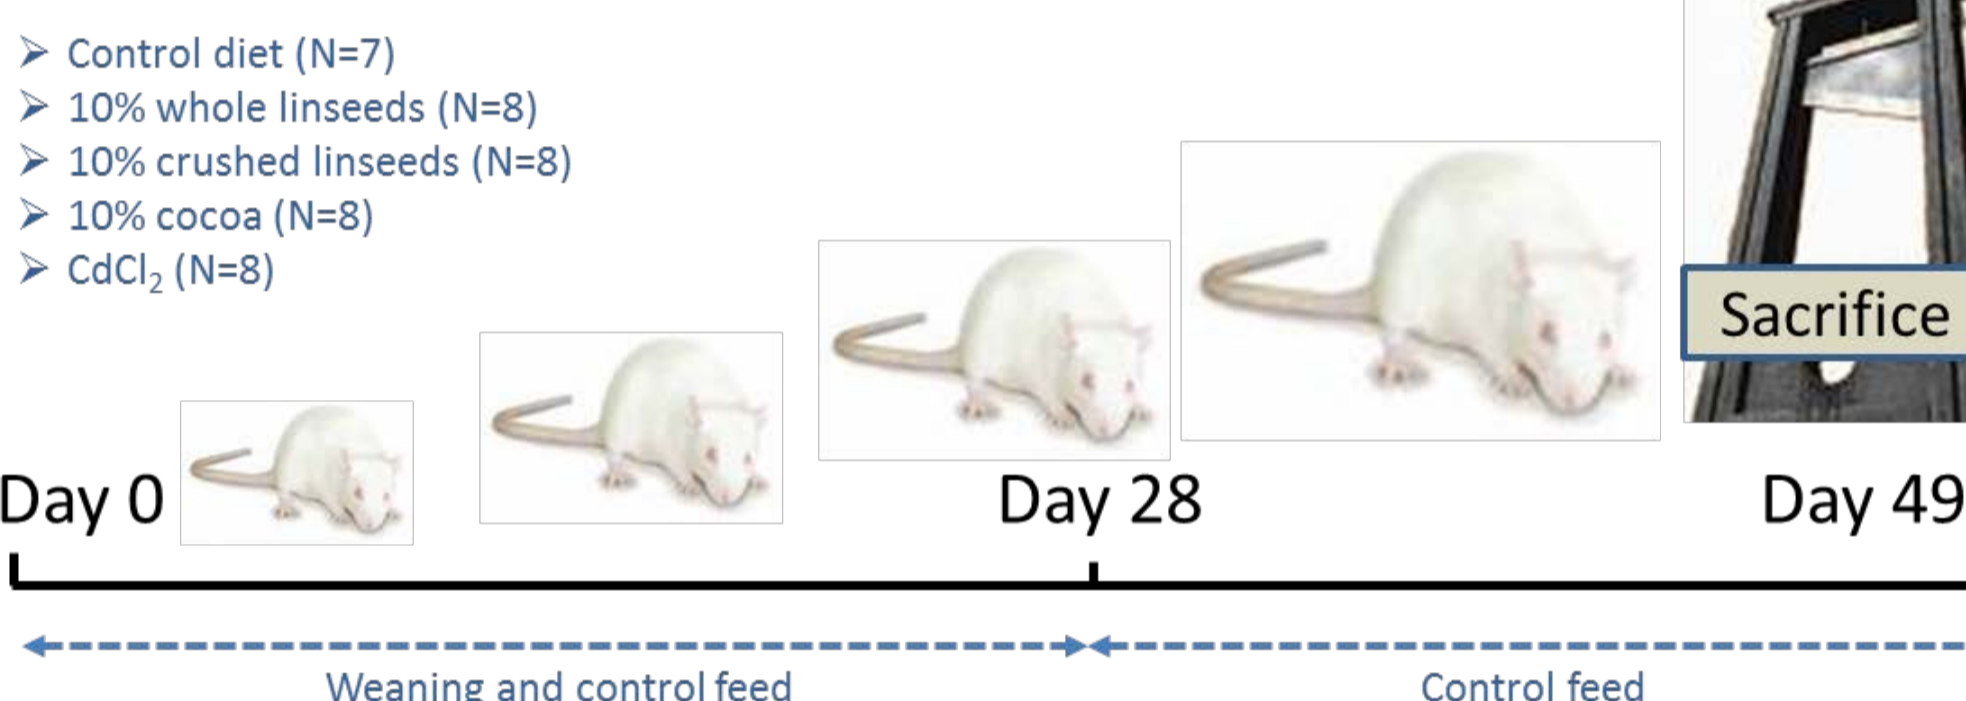 ➢ Control diet (N=7)
➢ 10% whole linseeds (N=8)
➢ 10% crushed linseeds (N=8)
➢ 10% cocoa (N=8)
➢ CdCl₂ (N=8)
Sacrifice
Day 0
Day 28
Day 49
Weaning and control feed
Control feed